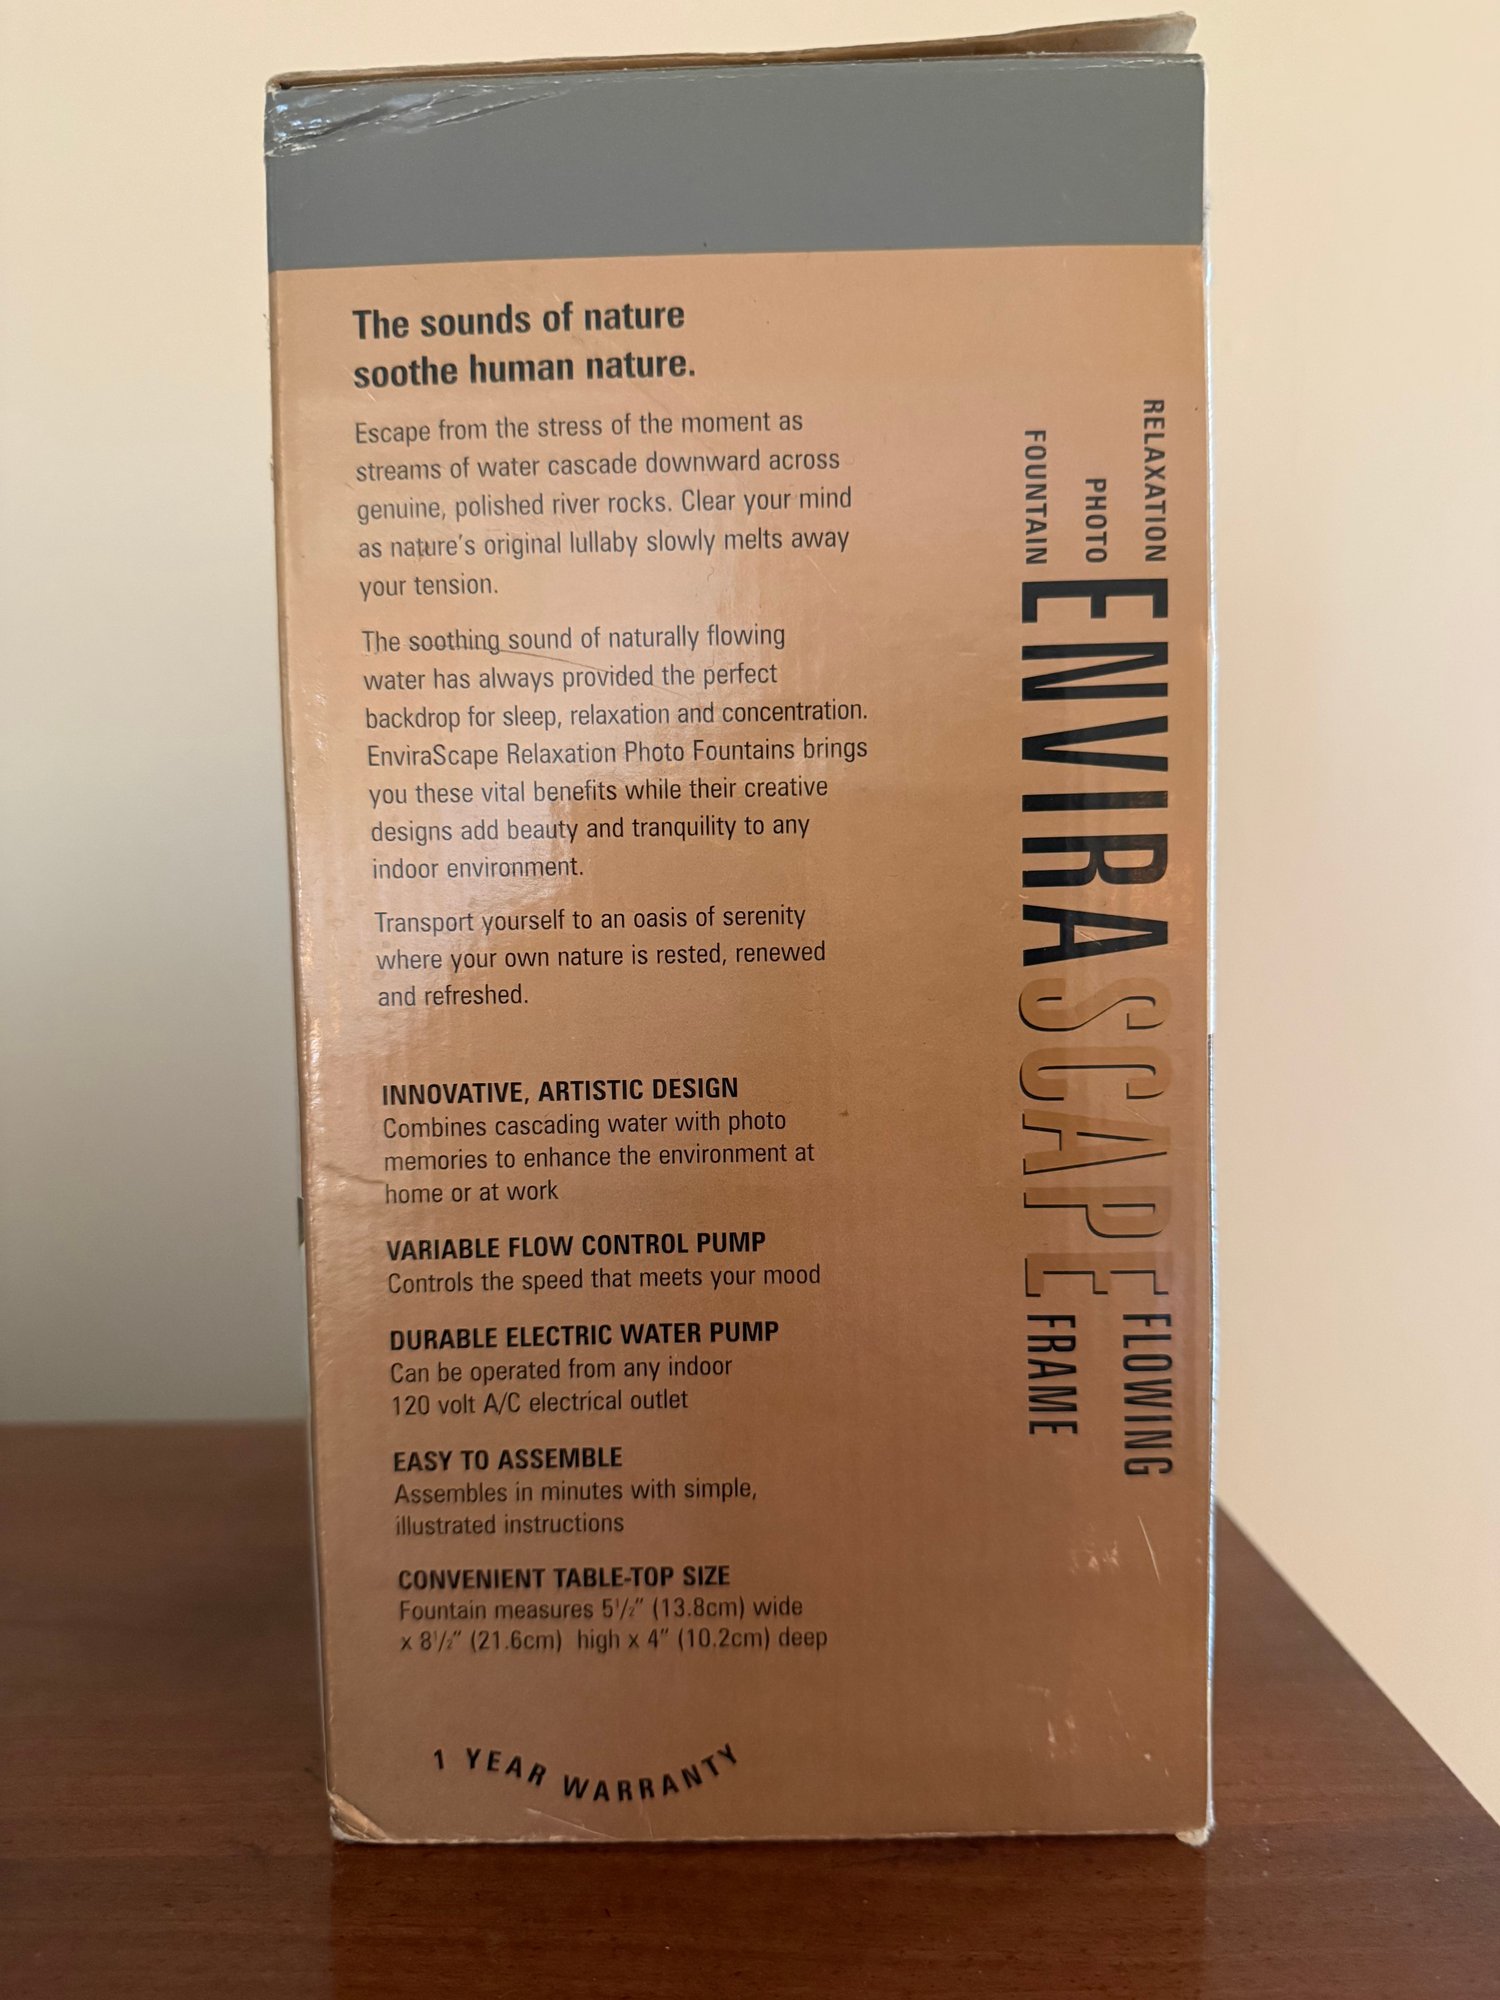 The sounds of nature
soothe human nature.
Escape from the stress of the moment as
streams of water cascade downward across
genuine, polished river rocks. Clear your mind
as nature's original lullaby slowly melts away
your tension.
The soothing sound of naturally flowing
water has always provided the perfect
backdrop for sleep, relaxation and concentration.
EnviraScape Relaxation Photo Fountains brings
you these vital benefits while their creative
designs add beauty and tranquility to any
indoor environment.
Transport yourself to an oasis of serenity
where your own nature is rested, renewed
and refreshed.
INNOVATIVE, ARTISTIC DESIGN
Combines cascading water with photo
memories to enhance the environment at
home or at work
VARIABLE FLOW CONTROL PUMP
Controls the speed that meets your mood
DURABLE ELECTRIC WATER PUMP
Can be operated from any indoor
120 volt A/C electrical outlet
EASY TO ASSEMBLE
Assembles in minutes with simple,
illustrated instructions
CONVENIENT TABLE-TOP SIZE
Fountain measures 5½" (13.8cm) wide
x 8½" (21.6cm) high x 4" (10.2cm) deep
1 YEAR WARRANTY
RELAXATION
PHOTO
FOUNTAIN
ENVIRASCAPE
FLOWING
FRAME